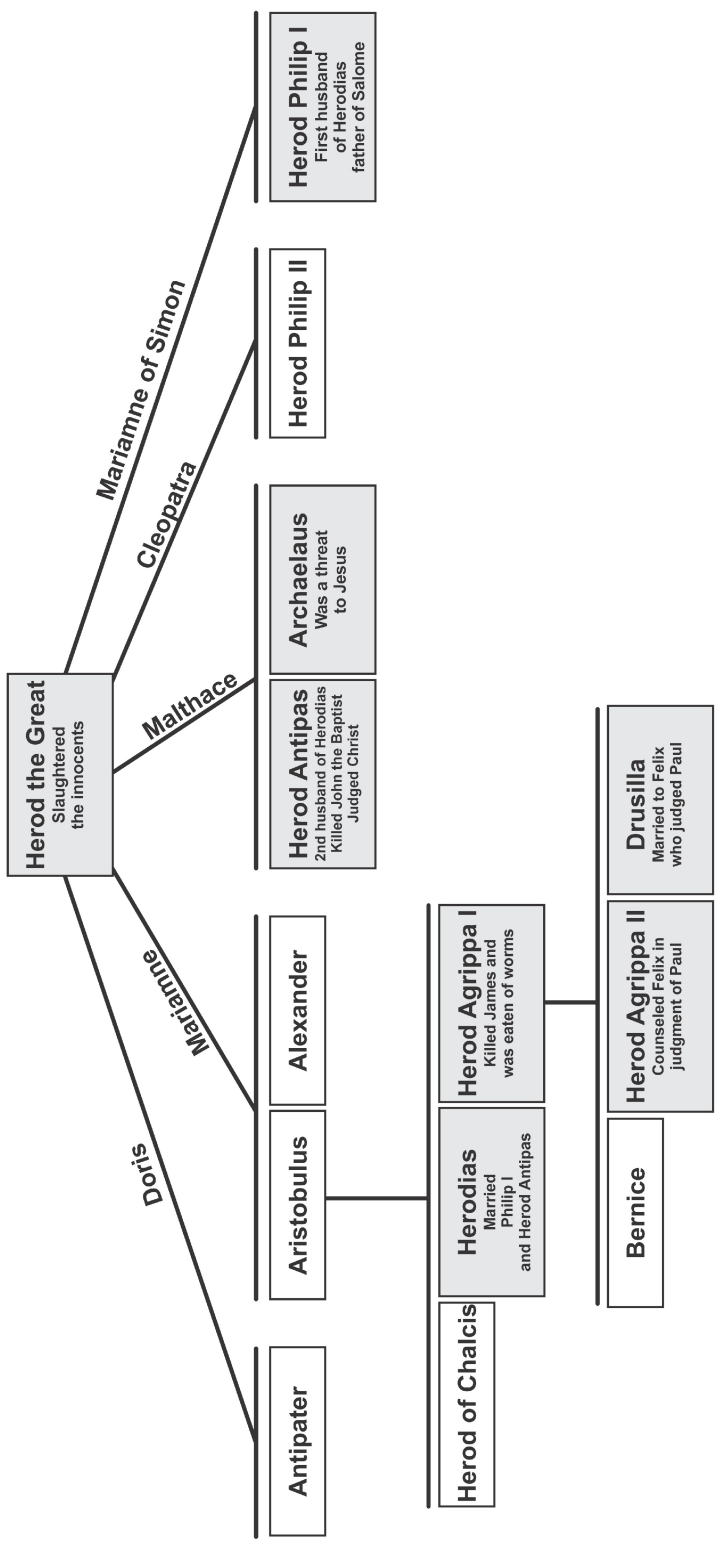 Herod the Great
Slaughtered
the innocents
Doris
Mariamne
Malthace
Cleopatra
Mariamne of Simon
Antipater
Aristobulus
Alexander
Herod Antipas
2nd husband of Herodias
Killed John the Baptist
Judged Christ
Archaelaus
Was a threat
to Jesus
Herod Philip II
Herod Philip I
First husband
of Herodias
father of Salome
Herod of Chalcis
Herodias
Married
Philip I
and Herod Antipas
Herod Agrippa I
Killed James and
was eaten of worms
Bernice
Herod Agrippa II
Counseled Felix in
judgment of Paul
Drusilla
Married to Felix
who judged Paul